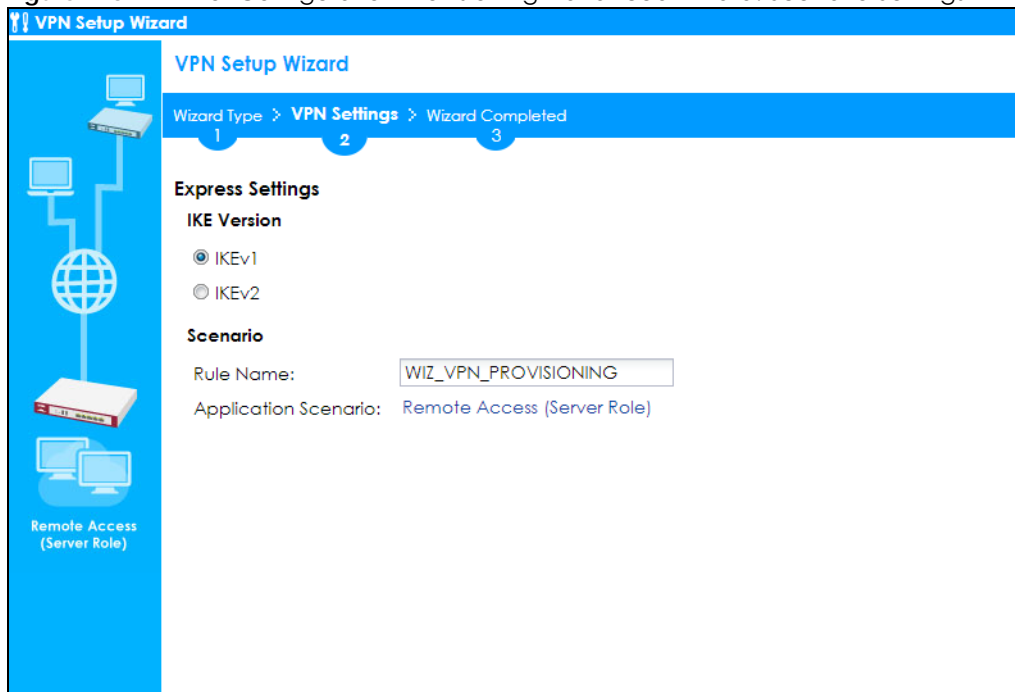 VPN Setup Wizard
VPN Setup Wizard
Wizard Type > VPN Settings > Wizard Completed
1 2 3
Express Settings
IKE Version
IKEv1
IKEv2
Scenario
Rule Name: WIZ_VPN_PROVISIONING
Application Scenario: Remote Access (Server Role)
Remote Access
(Server Role)